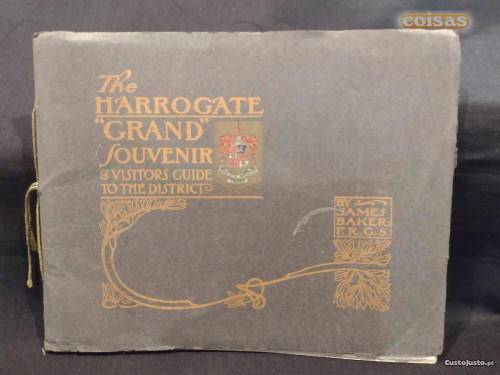 coisas
The
HARROGATE
"GRAND"
SOUVENIR
& VISITORS GUIDE
TO THE DISTRICT
BY
JAMES
BAKER
F.R.G.S.
CustoJusto.pt